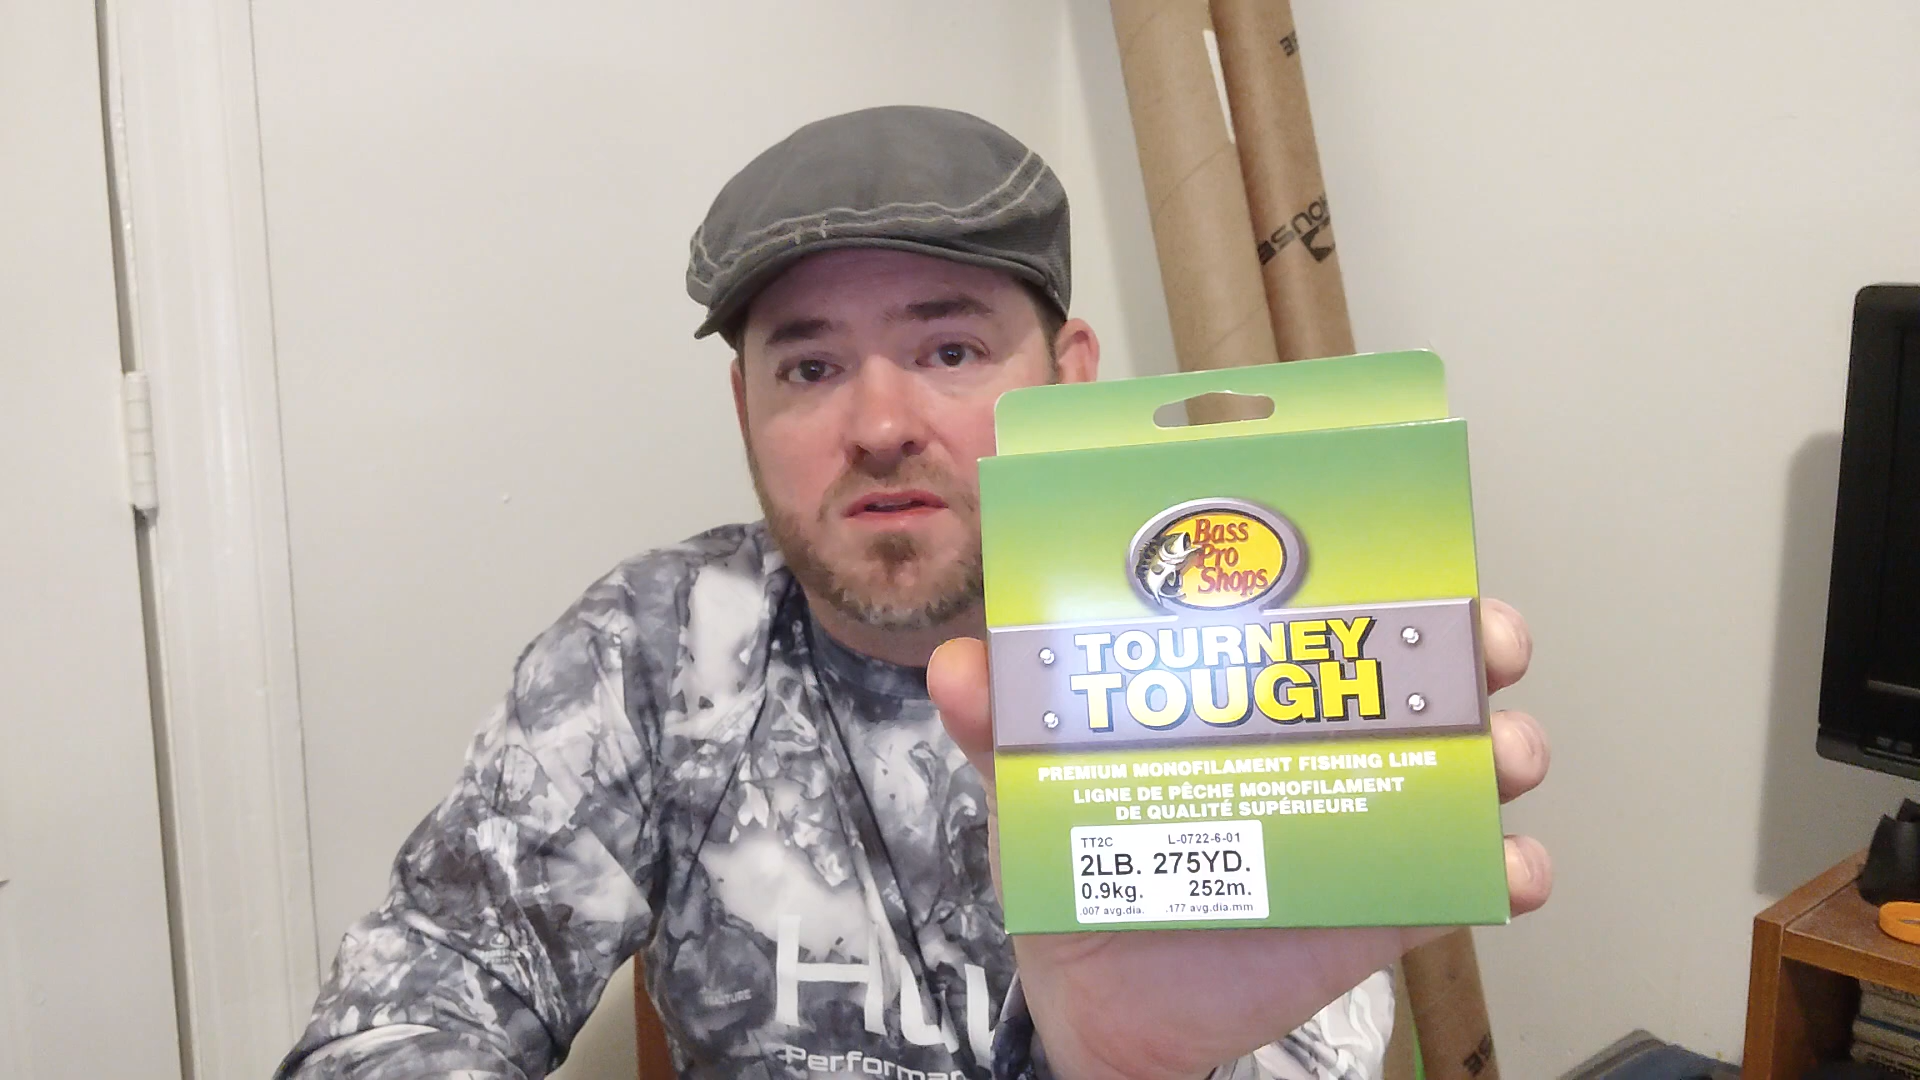 Bass
Pro
Shops
TOURNEY
TOUGH
PREMIUM MONOFILAMENT FISHING LINE
LIGNE DE PÊCHE MONOFILAMENT
DE QUALITÉ SUPÉRIEURE
TT2C L-0722-6-01
2LB. 275YD.
0.9kg. 252m.
.007 avg.dia. .177 avg.dia.mm